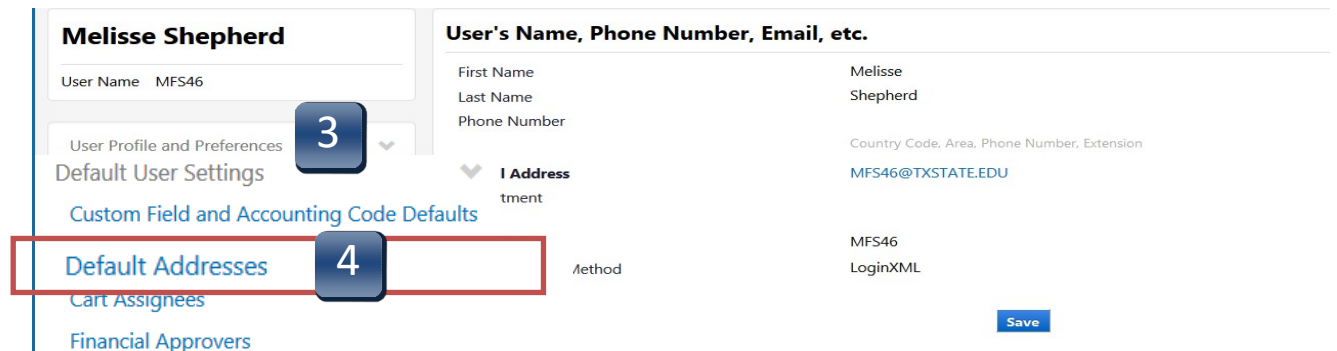 Melisse Shepherd
User Name MFS46
User Profile and Preferences
3
Default User Settings
Custom Field and Accounting Code Defaults
Default Addresses
4
Cart Assignees
Financial Approvers
User's Name, Phone Number, Email, etc.
First Name Melisse
Last Name Shepherd
Phone Number
Country Code, Area, Phone Number, Extension
l Address MFS46@TXSTATE.EDU
tment
MFS46
Method LoginXML
Save